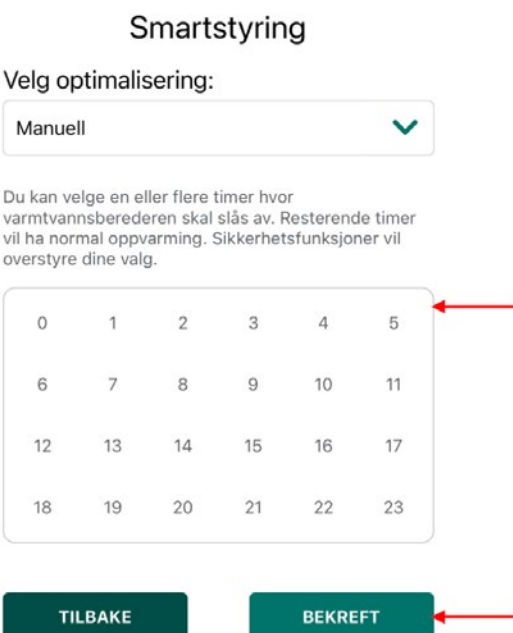 Smartstyring
Velg optimalisering:
Manuell
Du kan velge en eller flere timer hvor
varmtvannsberederen skal slås av. Resterende timer
vil ha normal oppvarming. Sikkerhetsfunksjoner vil
overstyre dine valg.
0 1 2 3 4 5
6 7 8 9 10 11
12 13 14 15 16 17
18 19 20 21 22 23
TILBAKE BEKREFT